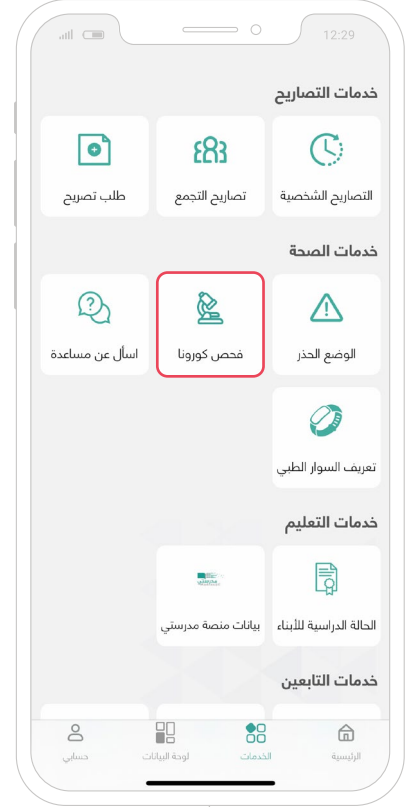 12:29
خدمات التصاريح
التصاريح الشخصية
تصاريح التجمع
طلب تصريح
خدمات الصحة
الوضع الحذر
فحص كورونا
اسأل عن مساعدة
تعريف السوار الطبي
خدمات التعليم
الحالة الدراسية للأبناء
بيانات منصة مدرستي
خدمات التابعين
الرئيسية
الخدمات
لوحة البيانات
حسابي